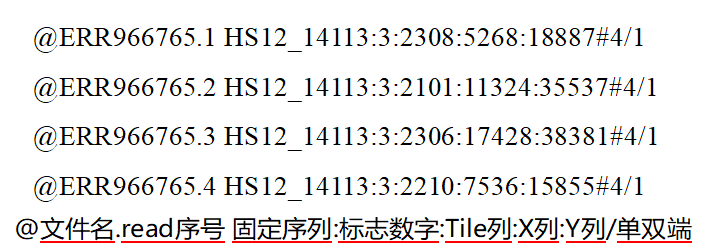 @ERR966765.1 HS12_14113:3:2308:5268:18887#4/1
@ERR966765.2 HS12_14113:3:2101:11324:35537#4/1
@ERR966765.3 HS12_14113:3:2306:17428:38381#4/1
@ERR966765.4 HS12_14113:3:2210:7536:15855#4/1
@文件名.read序号 固定序列:标志数字:Tile列:X列:Y列/单双端